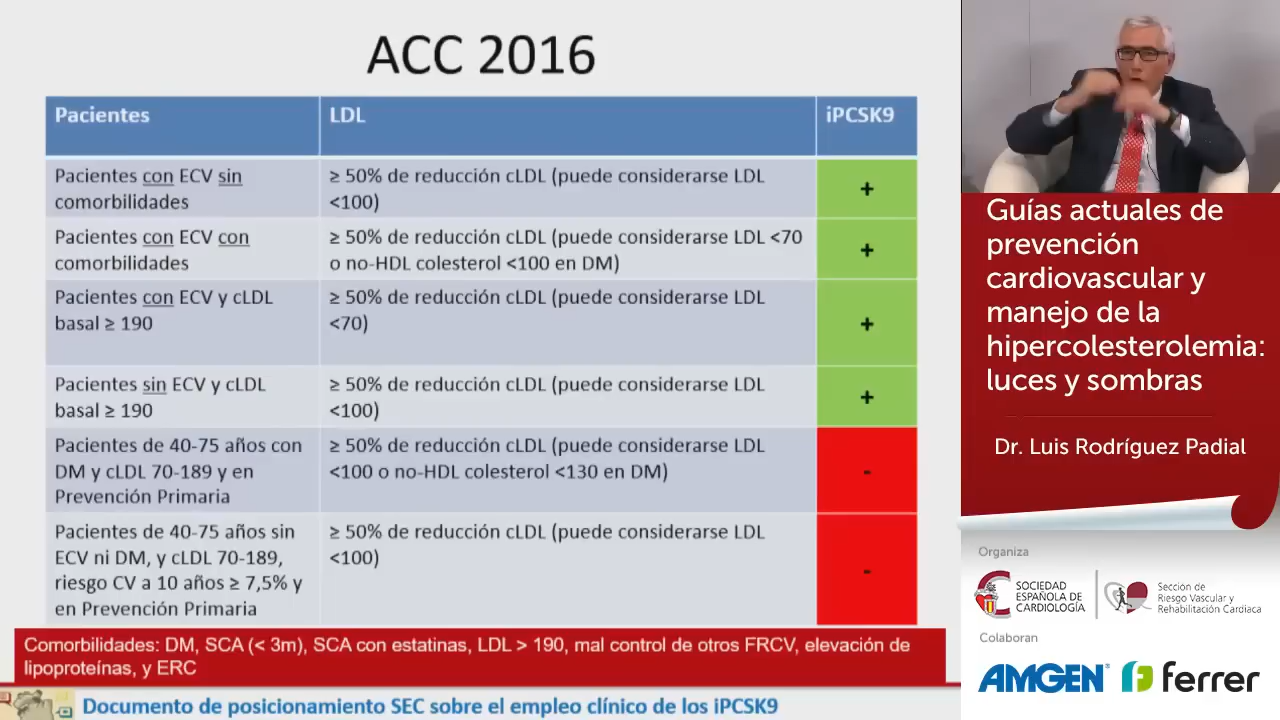 ACC 2016
Pacientes
LDL
iPCSK9
Pacientes con ECV sin
comorbilidades
≥ 50% de reducción cLDL (puede considerarse LDL
<100)
+
Pacientes con ECV con
comorbilidades
≥ 50% de reducción cLDL (puede considerarse LDL <70
o no-HDL colesterol <100 en DM)
+
Pacientes con ECV y cLDL
basal ≥ 190
≥ 50% de reducción cLDL (puede considerarse LDL
<70)
+
Pacientes sin ECV y cLDL
basal ≥ 190
≥ 50% de reducción cLDL (puede considerarse LDL
<100)
+
Pacientes de 40-75 años con
DM y cLDL 70-189 y en
Prevención Primaria
≥ 50% de reducción cLDL (puede considerarse LDL
<100 o no-HDL colesterol <130 en DM)
-
Pacientes de 40-75 años sin
ECV ni DM, y cLDL 70-189,
riesgo CV a 10 años ≥ 7,5% y
en Prevención Primaria
≥ 50% de reducción cLDL (puede considerarse LDL
<100)
-
Comorbilidades: DM, SCA (< 3m), SCA con estatinas, LDL > 190, mal control de otros FRCV, elevación de
lipoproteínas, y ERC
Documento de posicionamiento SEC sobre el empleo clínico de los iPCSK9
Guías actuales de
prevención
cardiovascular y
manejo de la
hipercolesterolemia:
luces y sombras
Dr. Luis Rodríguez Padial
Organiza
SOCIEDAD
ESPAÑOLA DE
CARDIOLOGÍA
Sección de
Riesgo Vascular y
Rehabilitación Cardiaca
Colaboran
AMGEN®
ferrer